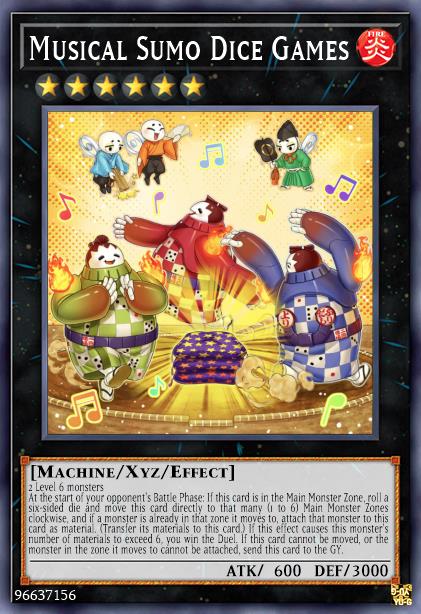 MUSICAL SUMO DICE GAMES
FIRE
炎
[MACHINE/XYZ/EFFECT]
2 Level 6 monsters
At the start of your opponent's Battle Phase: If this card is in the Main Monster Zone, roll a
six-sided die and move this card directly to that many (1 to 6) Main Monster Zones
clockwise, and if a monster is already in that zone it moves to, attach that monster to this
card as material. (Transfer its materials to this card.) If this effect causes this monster's
number of materials to exceed 6, you win the Duel. If this card cannot be moved, or the
monster in the zone it moves to cannot be attached, send this card to the GY.
ATK/ 600 DEF/3000
96637156